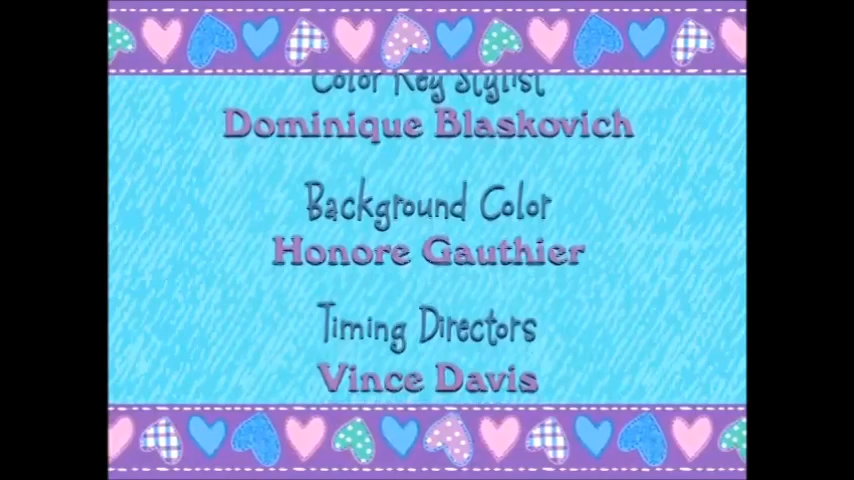 Color Key Stylist
Dominique Blaskovich
Background Color
Honore Gauthier
Timing Directors
Vince Davis